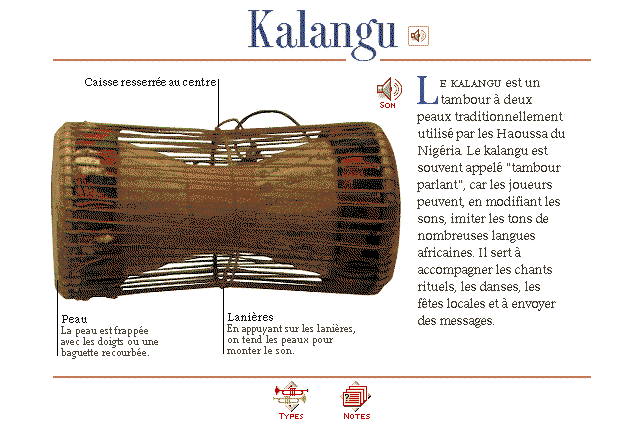 Kalangu
Caisse resserrée au centre
SON
LE KALANGU est un
tambour à deux
peaux traditionnellement
utilisé par les Haoussa du
Nigéria. Le kalangu est
souvent appelé "tambour
parlant", car les joueurs
peuvent, en modifiant les
sons, imiter les tons de
nombreuses langues
africaines. Il sert à
accompagner les chants
rituels, les danses, les
fêtes locales et à envoyer
des messages.
Peau
La peau est frappée
avec les doigts ou une
baguette recourbée.
Lanières
En appuyant sur les lanières,
on tend les peaux pour
monter le son.
TYPES
NOTES